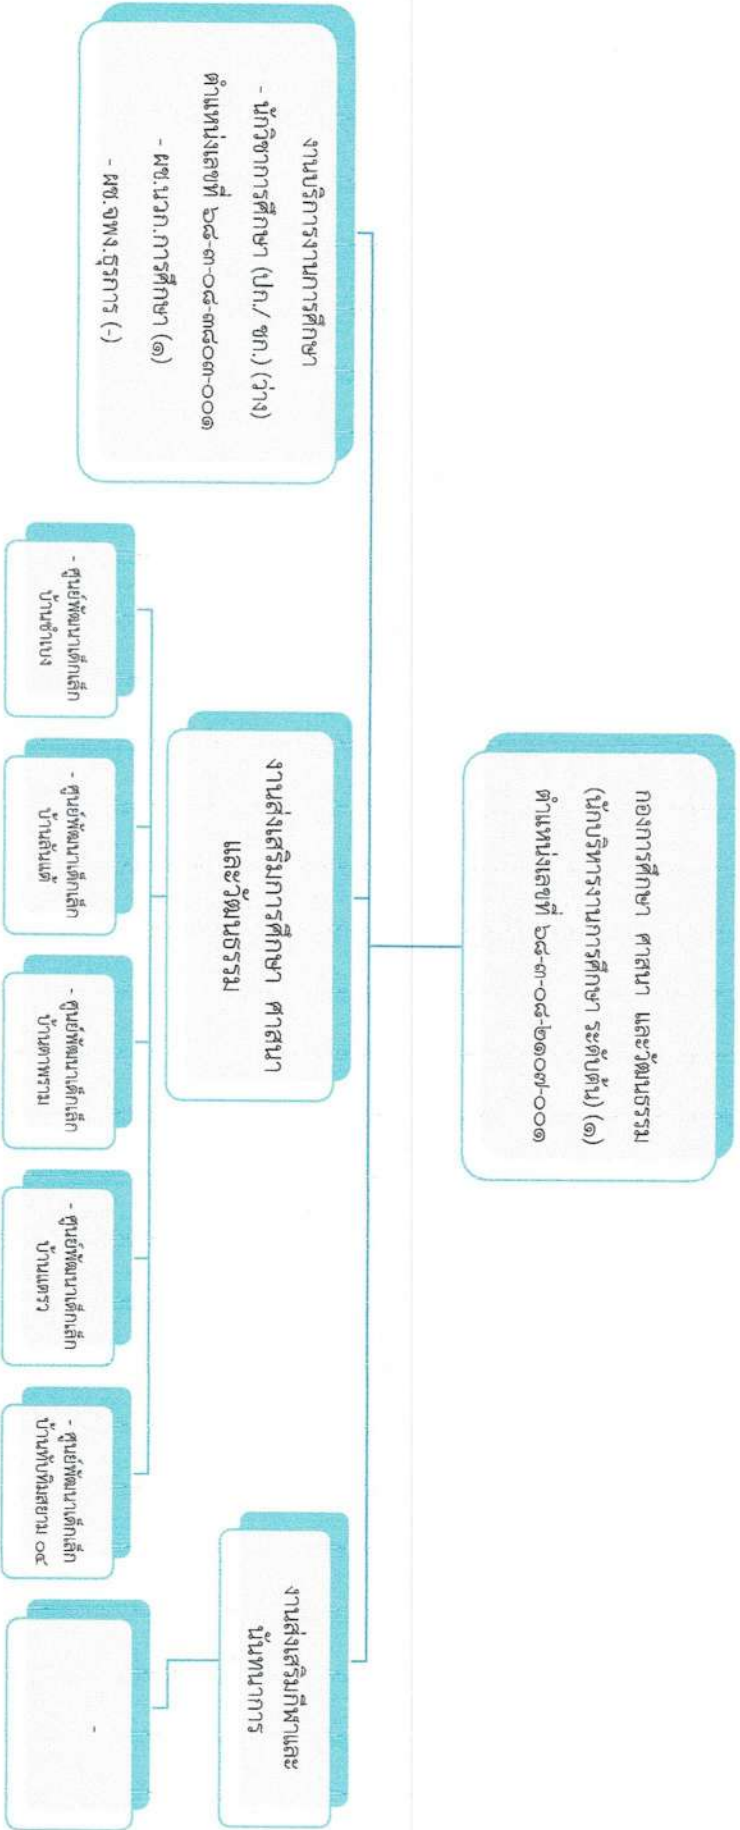 กองการศึกษา ศาสนา และวัฒนธรรม
(นักบริหารงานการศึกษา ระดับต้น) (๑)
ตำแหน่งเลขที่ ๖๘-๓-๐๘-๒๑๐๗-๐๐๑
งานบริการงานการศึกษา
- นักวิชาการศึกษา (ปก./ ชก.) (ว่าง)
ตำแหน่งเลขที่ ๖๘-๓-๐๘-๓๘๐๓-๐๐๑
- ผช.นวก.การศึกษา (๑)
- ผช.จพง.ธุรการ (-)
งานส่งเสริมการศึกษา ศาสนา
และวัฒนธรรม
งานส่งเสริมกีฬาและ
นันทนาการ
- ศูนย์พัฒนาเด็กเล็ก
บ้านซำเบง
- ศูนย์พัฒนาเด็กเล็ก
บ้านสันแต้
- ศูนย์พัฒนาเด็กเล็ก
บ้านตาพราม
- ศูนย์พัฒนาเด็กเล็ก
บ้านแดรว
- ศูนย์พัฒนาเด็กเล็ก
บ้านทับทิมสยาม ๐๔
-